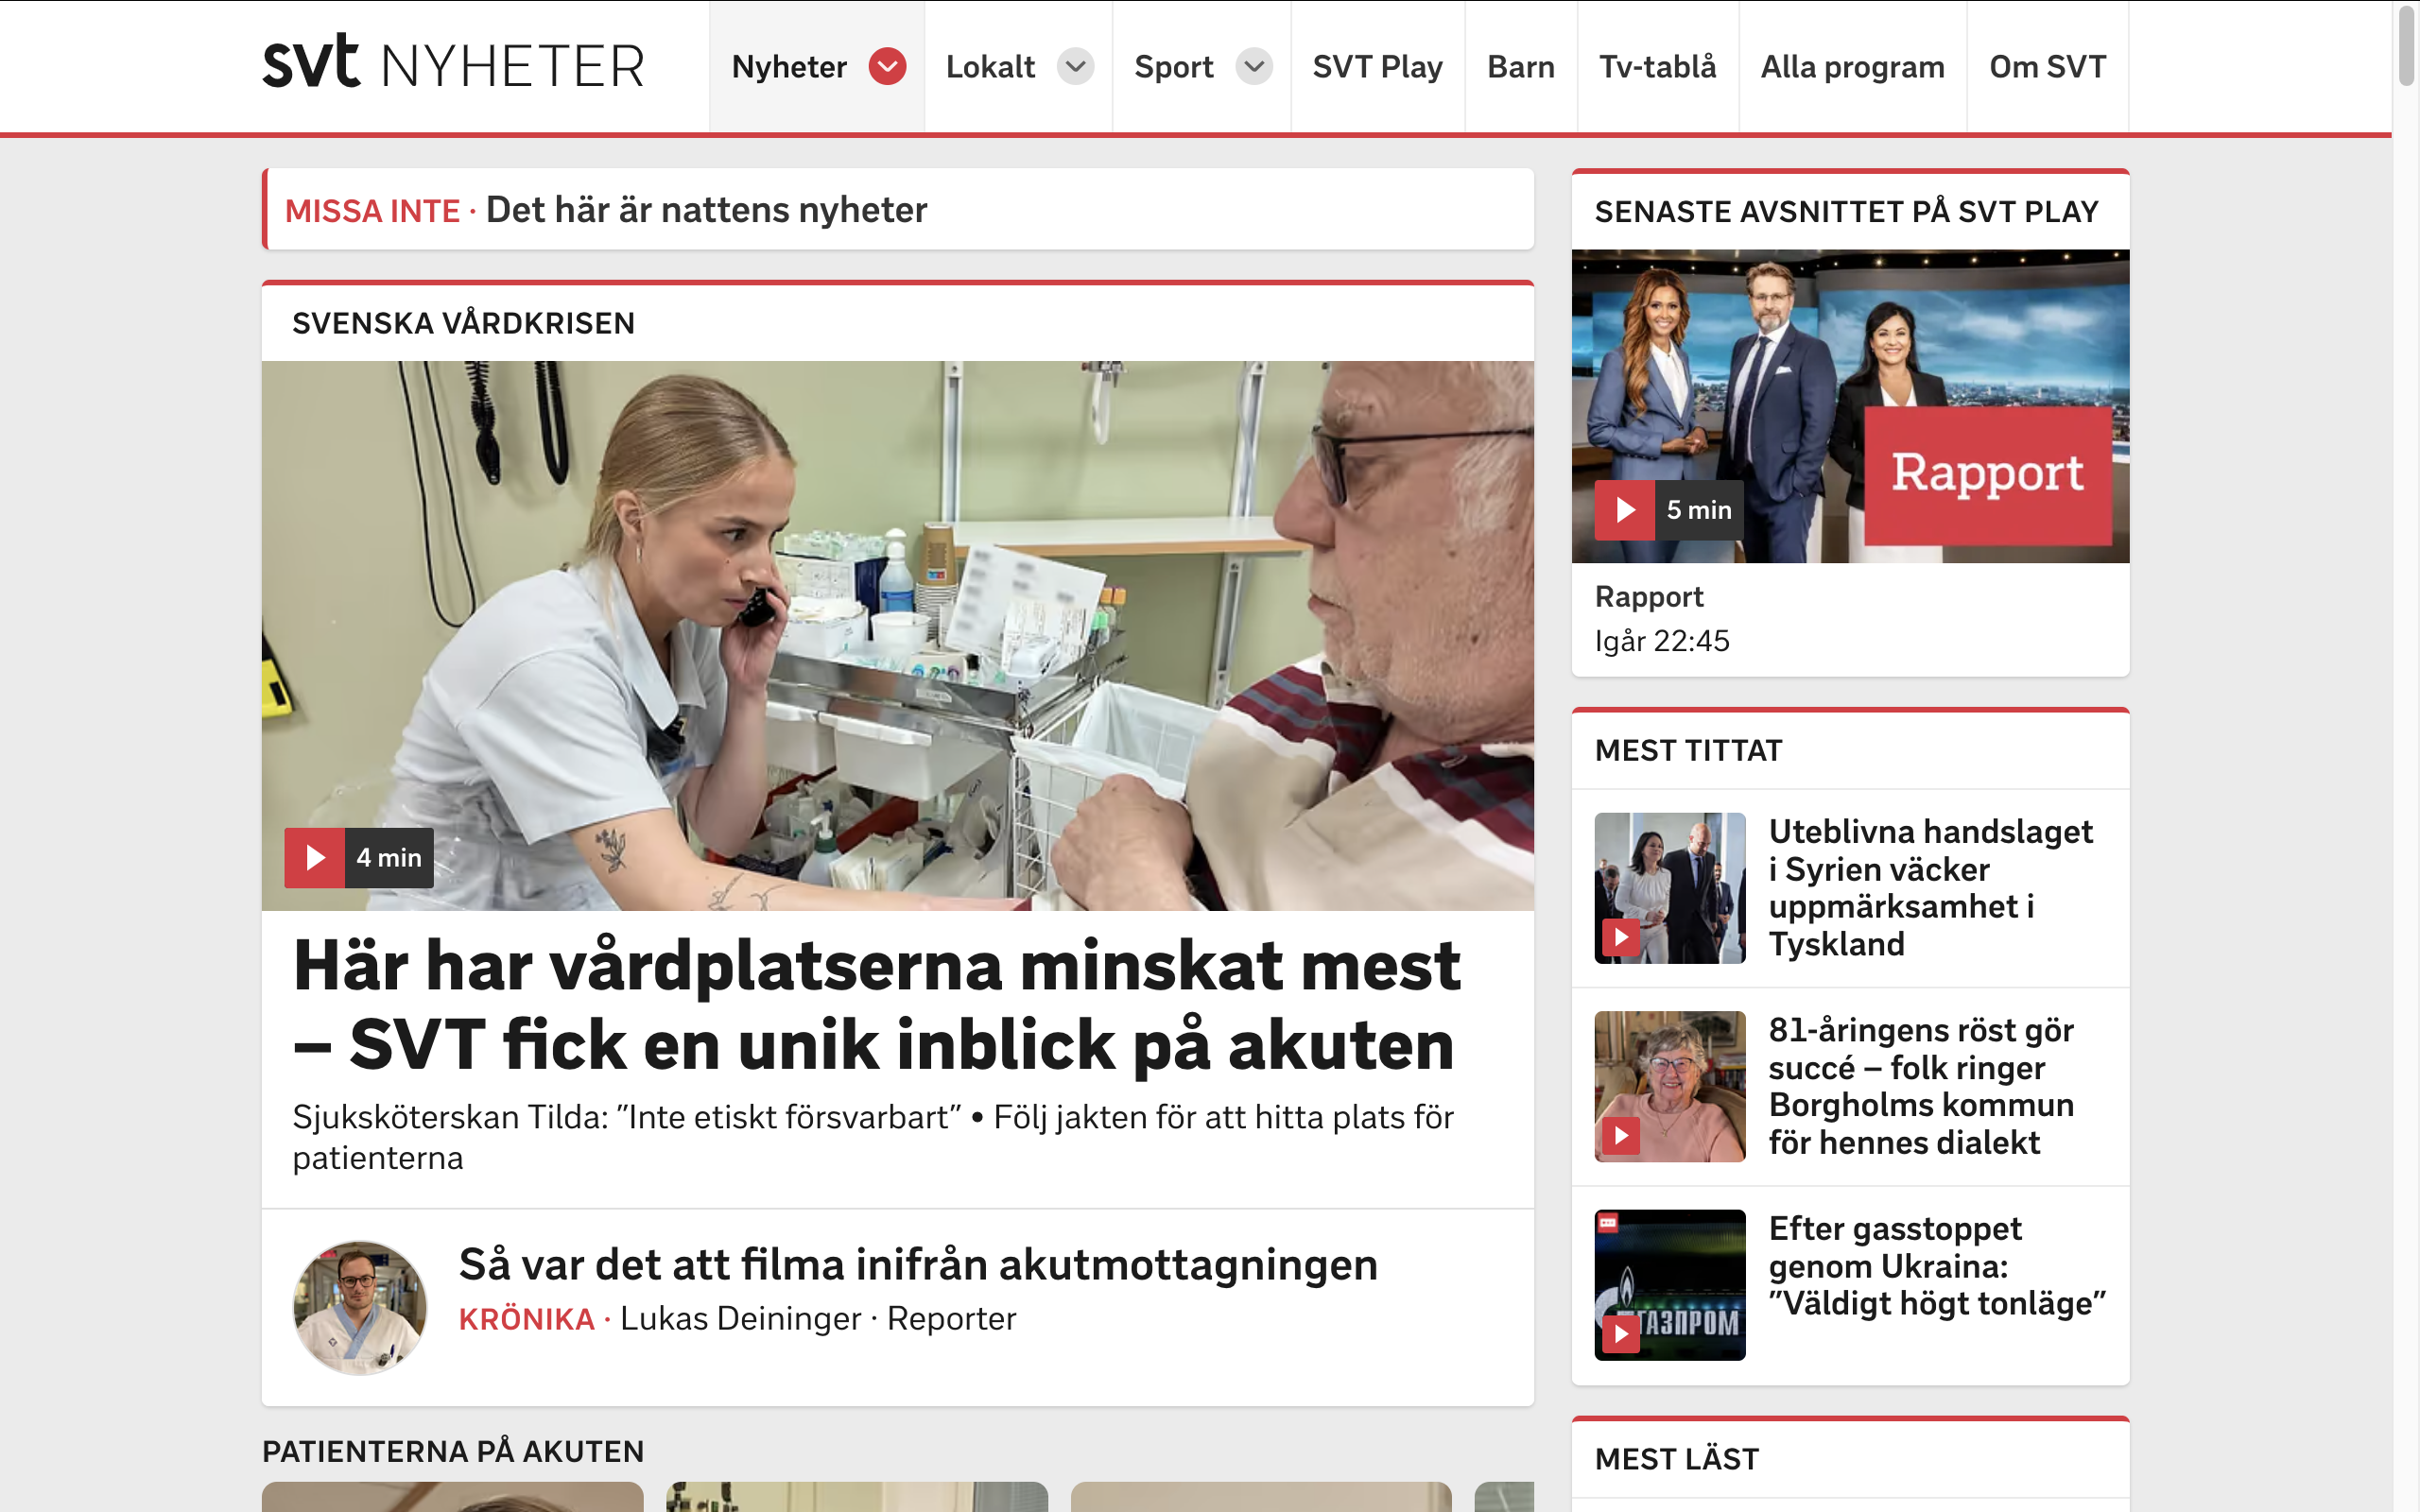 svt NYHETER
Nyheter
Lokalt
Sport
SVT Play
Barn
Tv-tablå
Alla program
Om SVT
MISSA INTE · Det här är nattens nyheter
SVENSKA VÅRDKRISEN
4 min
Här har vårdplatserna minskat mest
– SVT fick en unik inblick på akuten
Sjuksköterskan Tilda: ”Inte etiskt försvarbart” • Följ jakten för att hitta plats för
patienterna
Så var det att filma inifrån akutmottagningen
KRÖNIKA · Lukas Deininger · Reporter
PATIENTERNA PÅ AKUTEN
SENASTE AVSNITTET PÅ SVT PLAY
Rapport
5 min
Rapport
Igår 22:45
MEST TITTAT
Uteblivna handslaget
i Syrien väcker
uppmärksamhet i
Tyskland
81-åringens röst gör
succé – folk ringer
Borgholms kommun
för hennes dialekt
ГАЗПРОМ
Efter gasstoppet
genom Ukraina:
”Väldigt högt tonläge”
MEST LÄST